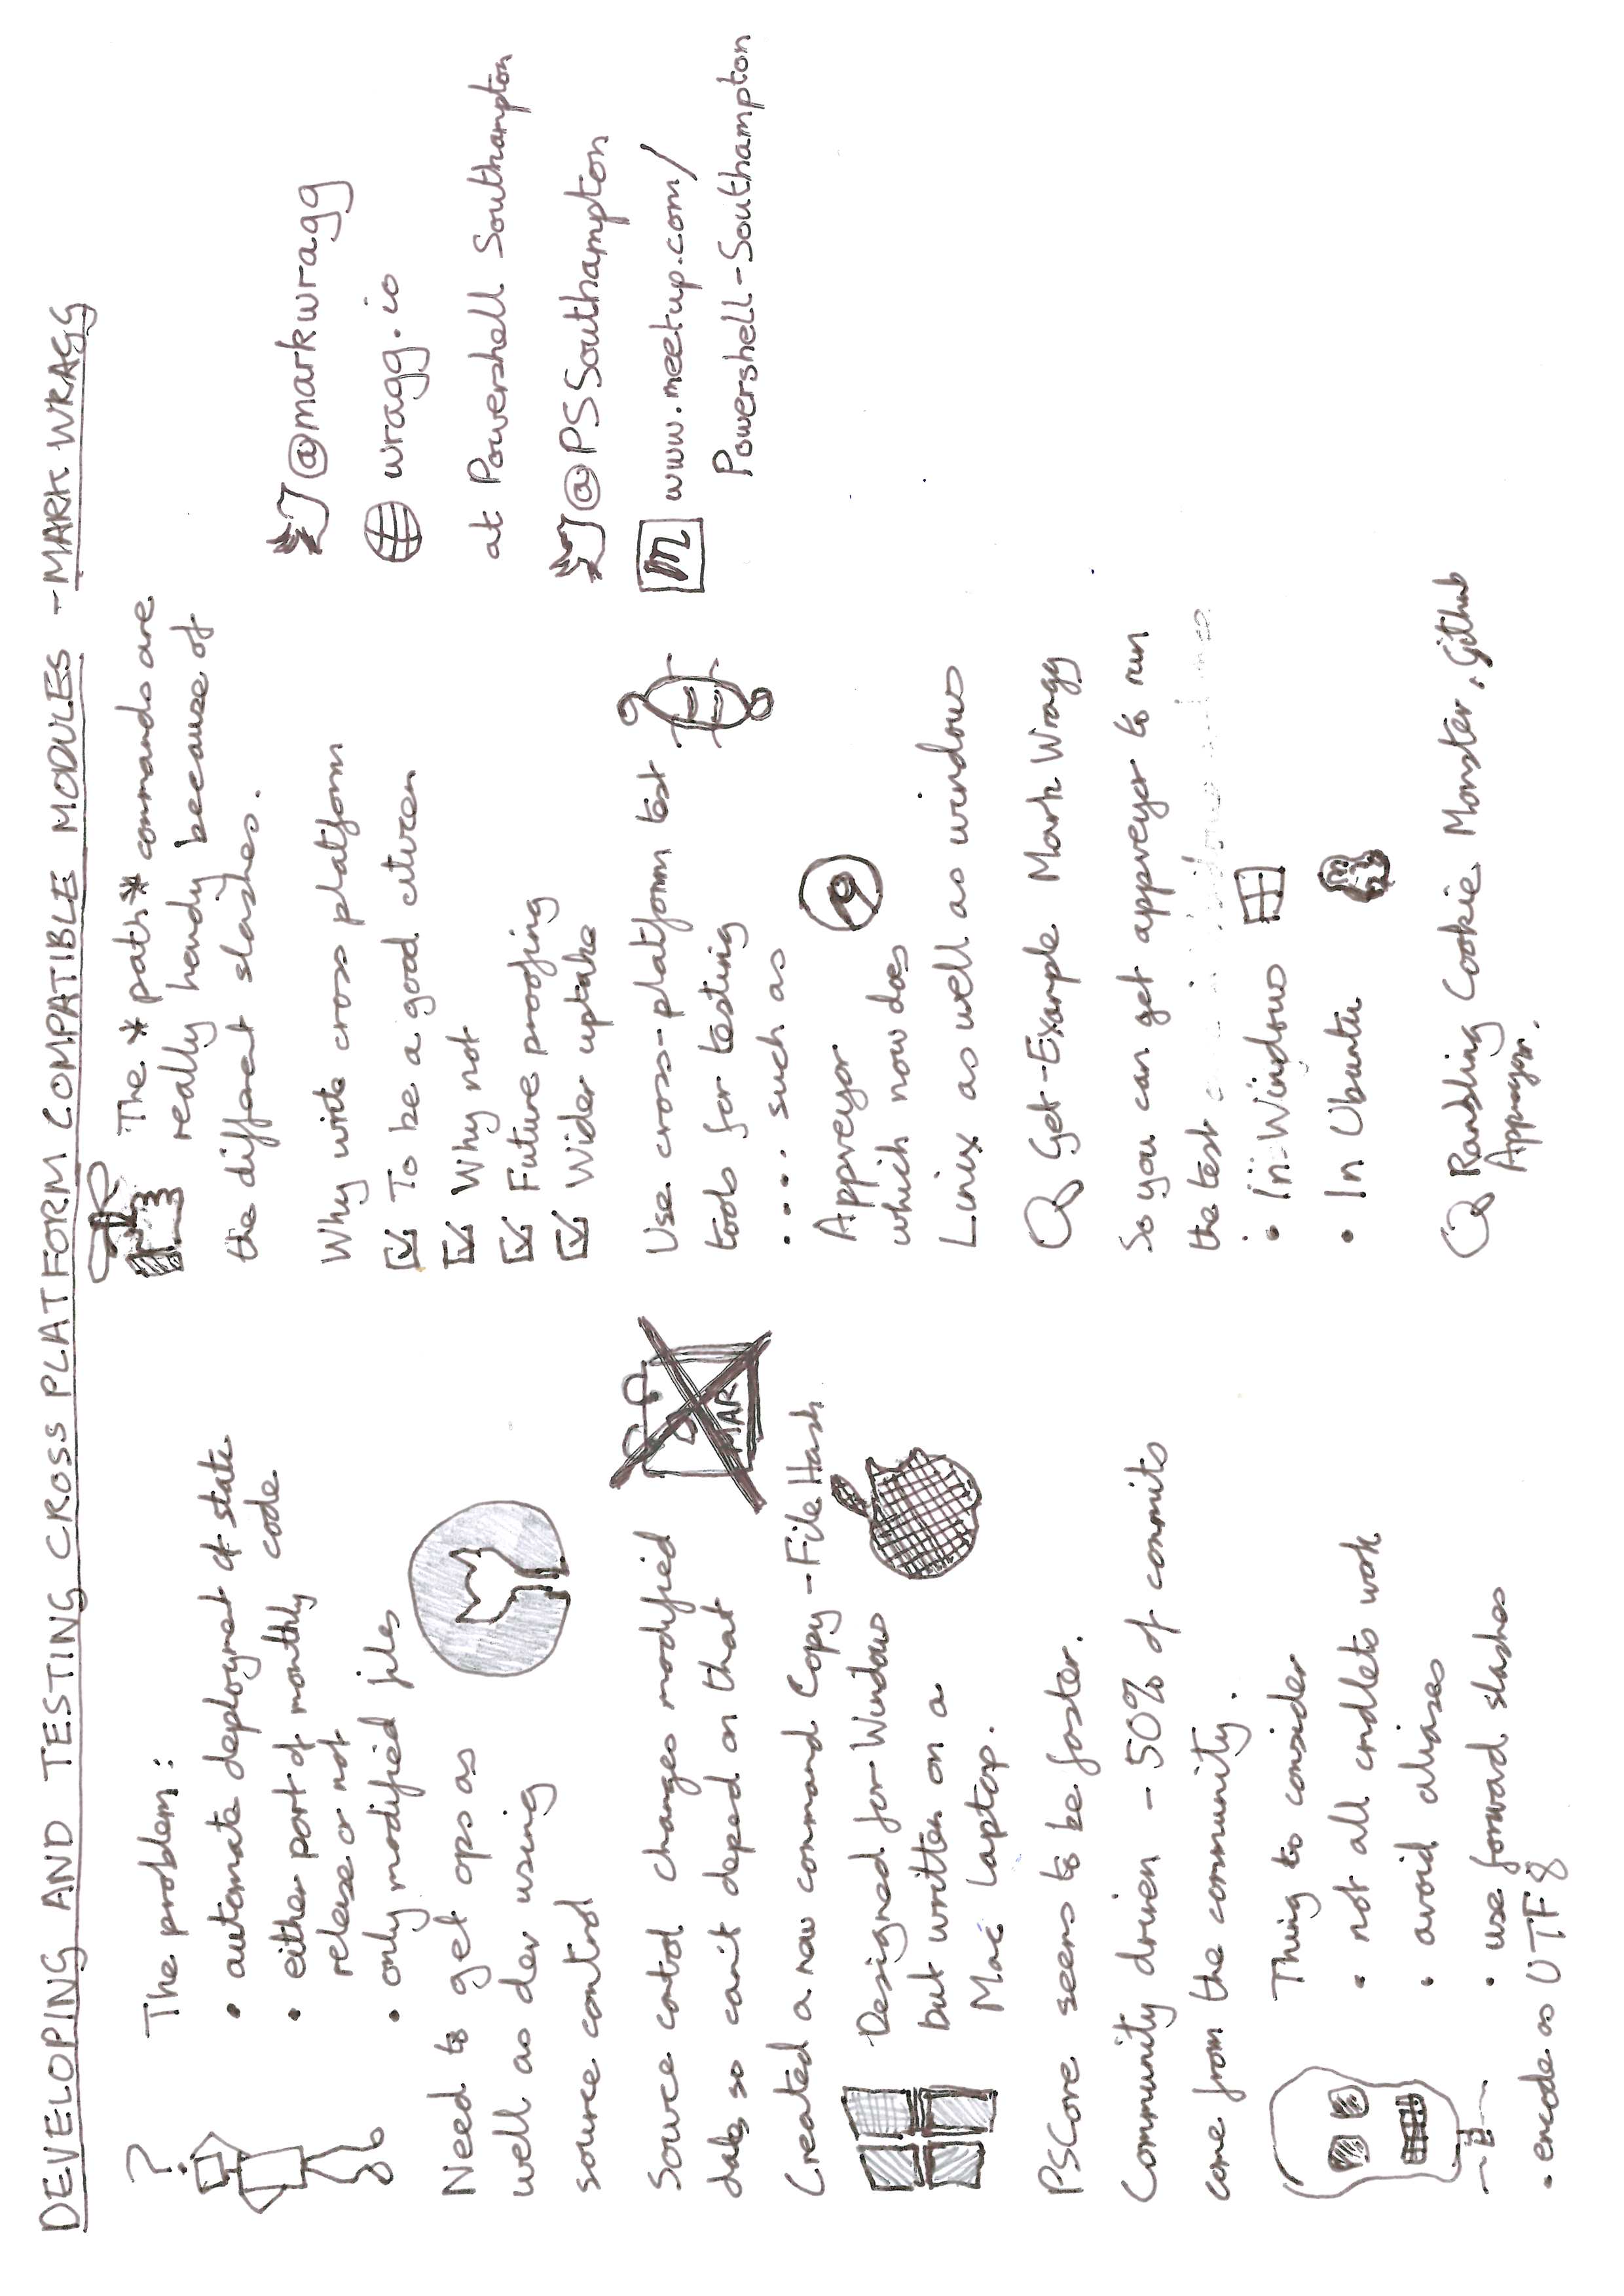 DEVELOPING AND TESTING CROSS PLATFORM COMPATIBLE MODULES - MARK WRAGG
?
The problem:
• automate deployment of static
code
• either part of monthly
release or not
• only modified files
Need to get ops as
well as dev using
source control
Source control changes modified
dates so can't depend on that
MAR
Created a new command Copy-FileHash
Designed for Windows
but written on a
Mac laptop.
PSCore seems to be faster.
Community driven - 50% of commits
come from the community.
Thing to consider
• not all cmdlets work
• avoid aliases
• use forward slashes
• encode as UTF8
The *path* commands are
really handy because of
the different slashes.
Why write cross platform
To be a good citizen
Why not
Future proofing
Wider uptake
Use cross-platform test
tools for testing
.... such as
Appveyor
which now does
Linix as well as windows
Get-Example Mark Wragg
So you can get appveyor to run
the test
• In Windows
• In Ubuntu
Rambling Cookie Monster, Github
Appveyor.
@markwragg
wragg.io
at Powershell Southampton
@PSSouthampton
m www.meetup.com/
Powershell-Southampton